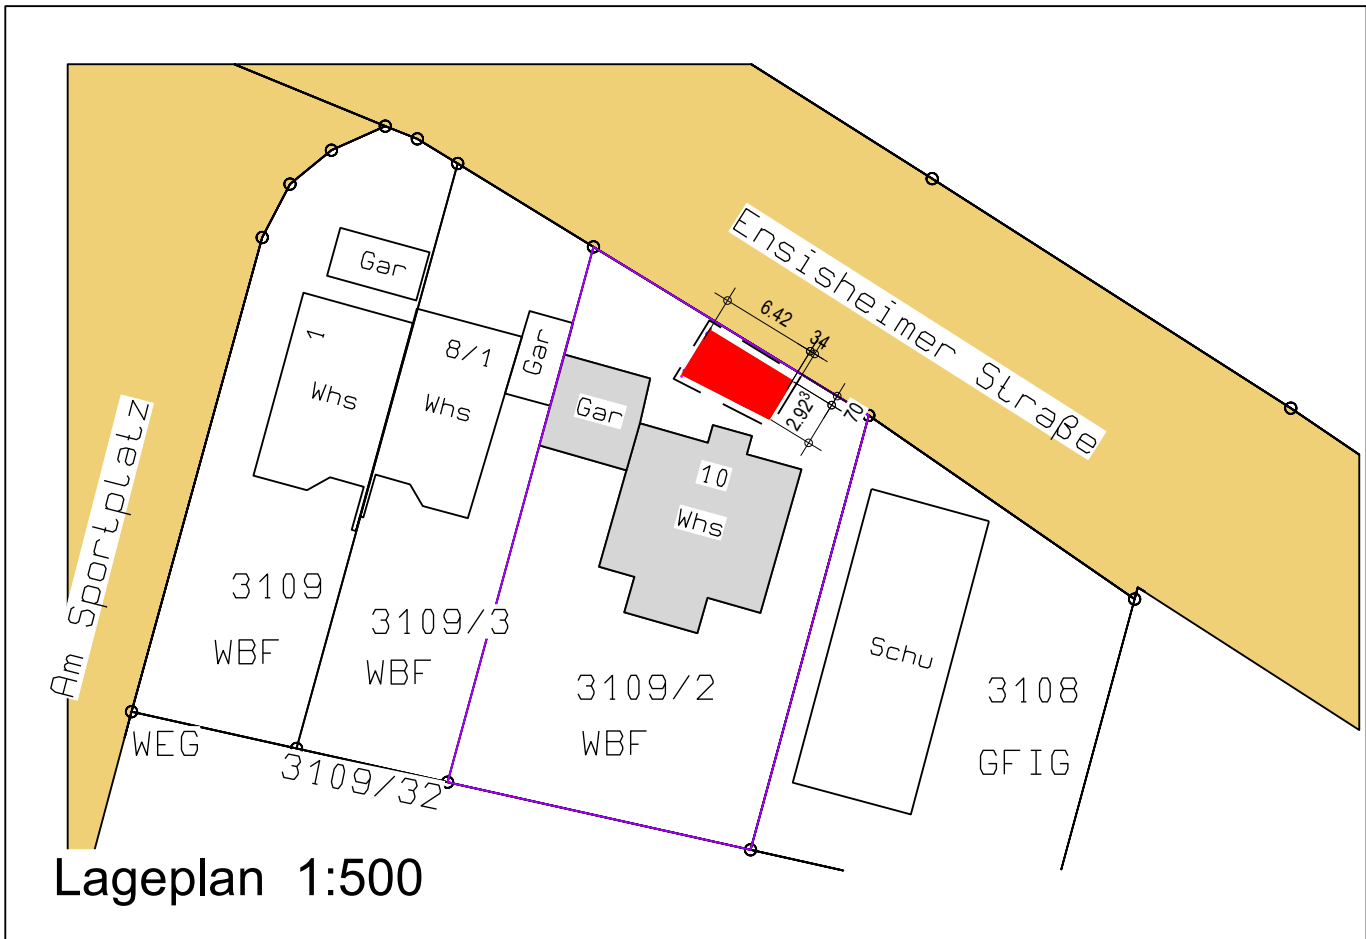 Ensisheimer Straße
6.42
34
2.92³
70
Gar
1
Whs
8/1
Whs
Gar
Gar
10
Whs
Am Sportplatz
3109
WBF
3109/3
WBF
3109/2
WBF
Schu
3108
GFIG
WEG
3109/32
Lageplan 1:500